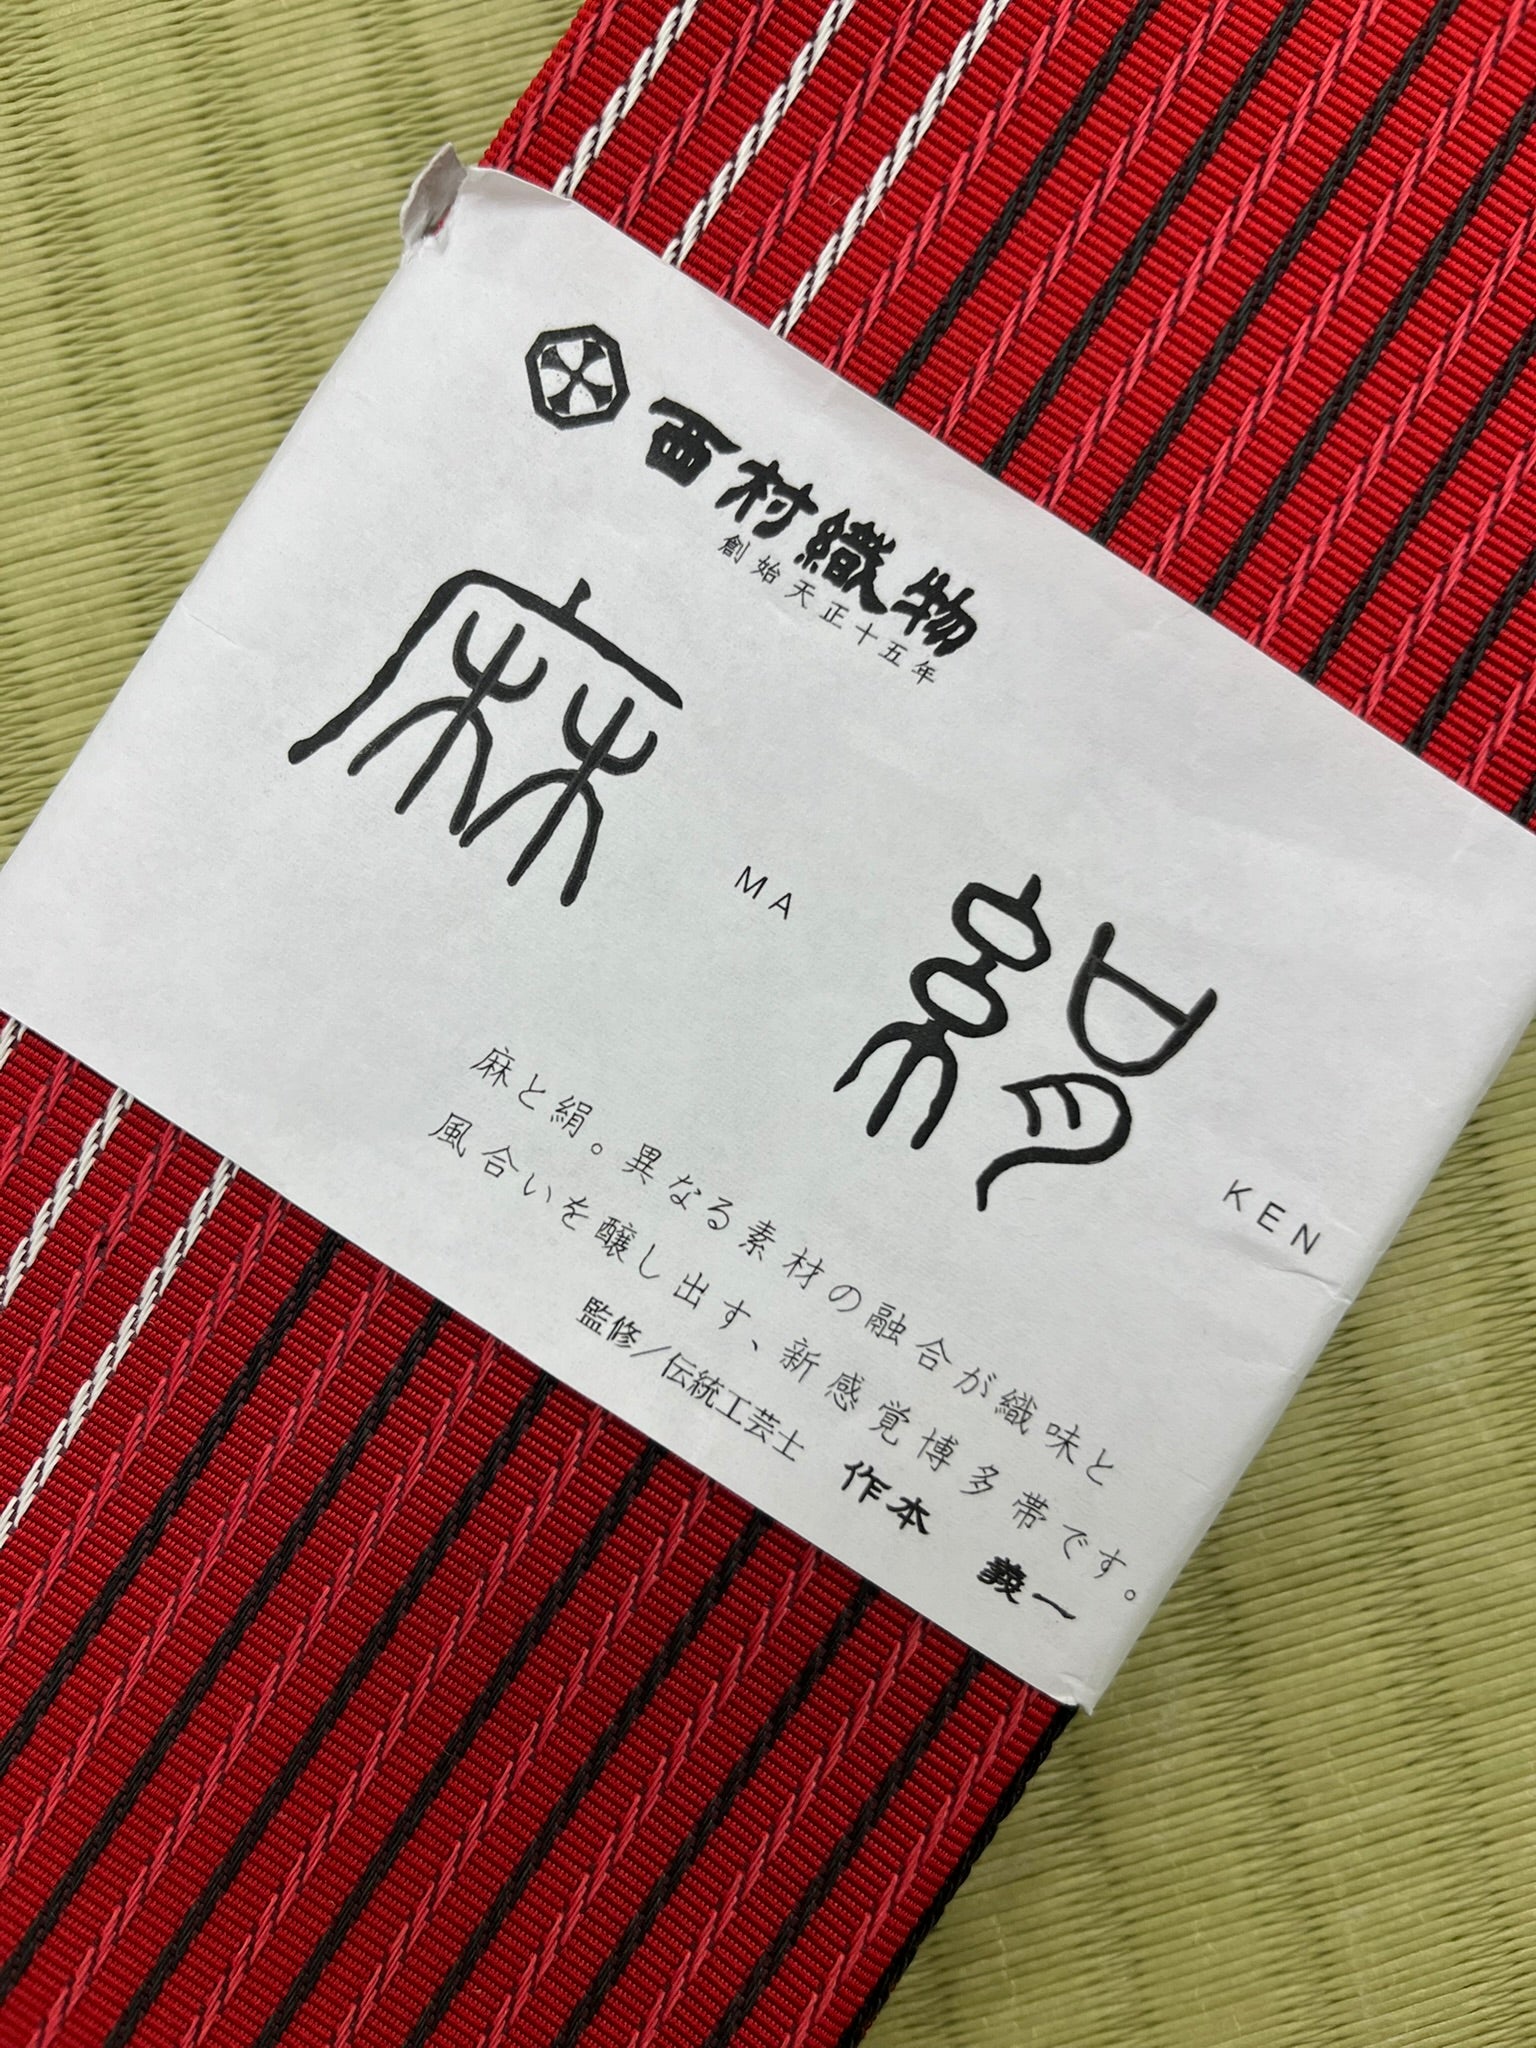 西村織物
創始天正十五年
麻 MA 絹 KEN
麻と絹。異なる素材の融合が織味と
風合いを醸し出す、新感覚博多帯です。
監修／伝統工芸士 作本 義一